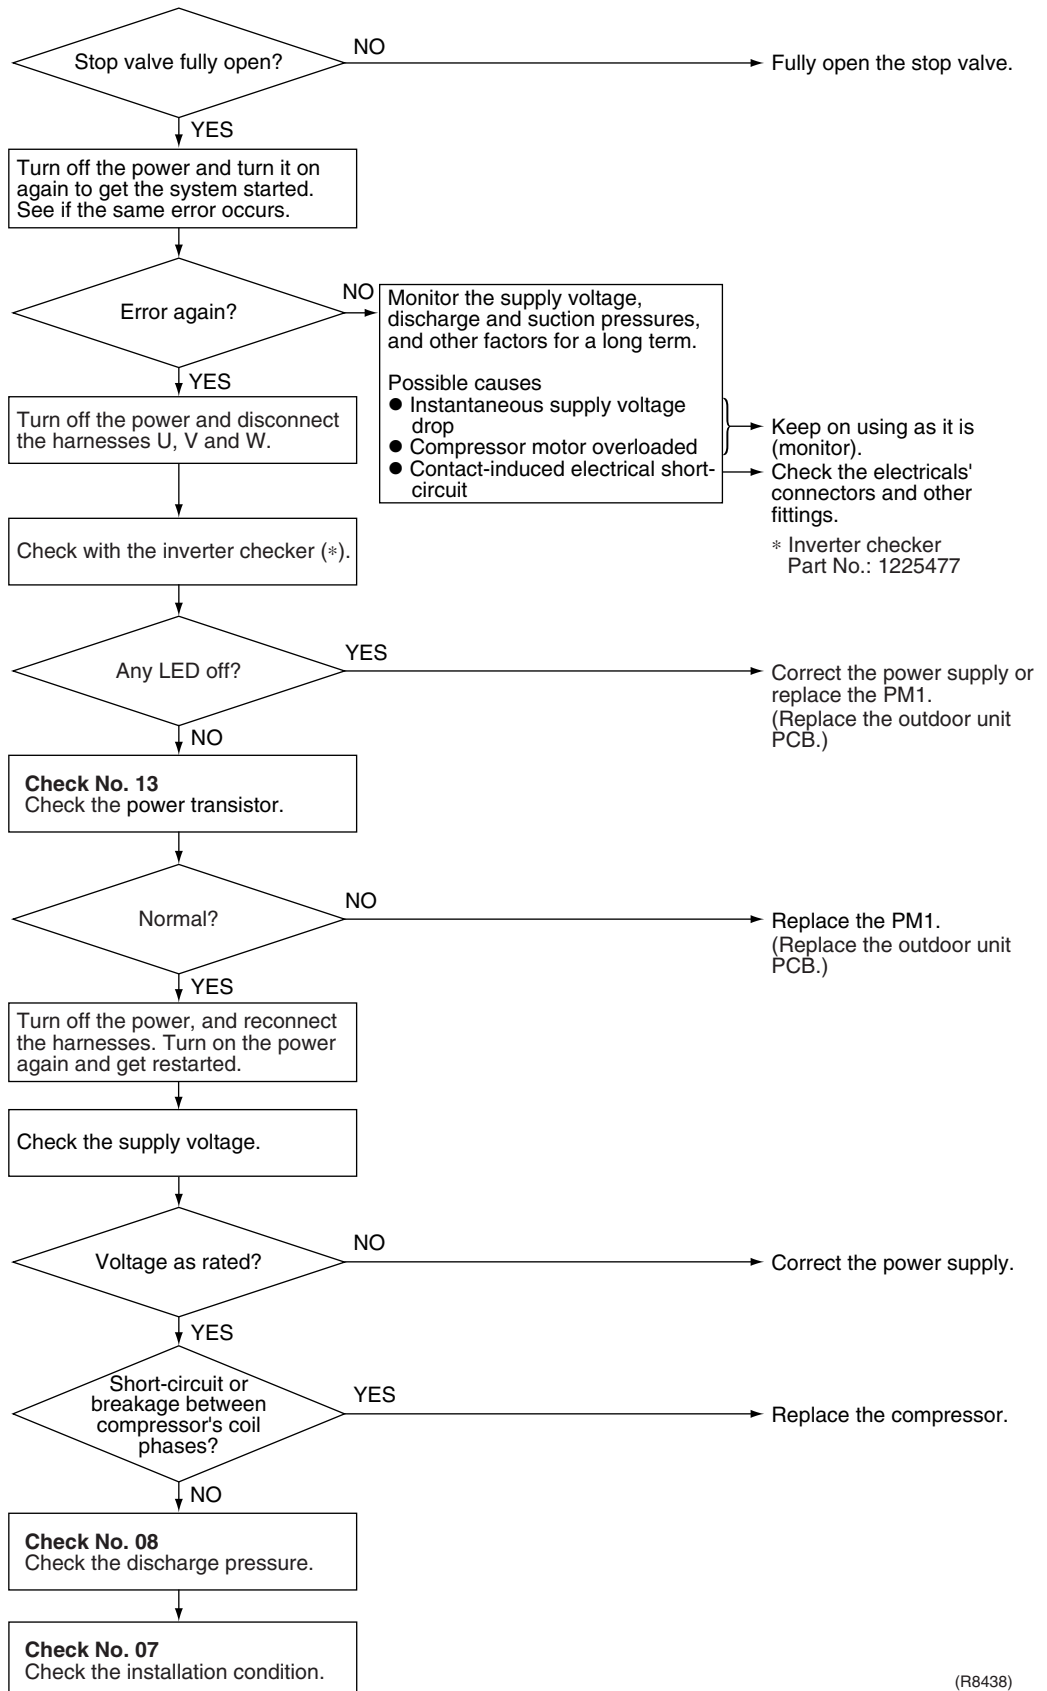 Stop valve fully open?
NO
Fully open the stop valve.
YES
Turn off the power and turn it on
again to get the system started.
See if the same error occurs.
Error again?
NO
Monitor the supply voltage,
discharge and suction pressures,
and other factors for a long term.
Possible causes
● Instantaneous supply voltage
drop
● Compressor motor overloaded
● Contact-induced electrical short-
circuit
Keep on using as it is
(monitor).
Check the electricals'
connectors and other
fittings.
* Inverter checker
Part No.: 1225477
YES
Turn off the power and disconnect
the harnesses U, V and W.
Check with the inverter checker (*).
Any LED off?
YES
Correct the power supply or
replace the PM1.
(Replace the outdoor unit
PCB.)
NO
Check No. 13
Check the power transistor.
Normal?
NO
Replace the PM1.
(Replace the outdoor unit
PCB.)
YES
Turn off the power, and reconnect
the harnesses. Turn on the power
again and get restarted.
Check the supply voltage.
Voltage as rated?
NO
Correct the power supply.
YES
Short-circuit or
breakage between
compressor's coil
phases?
YES
Replace the compressor.
NO
Check No. 08
Check the discharge pressure.
Check No. 07
Check the installation condition.
(R8438)